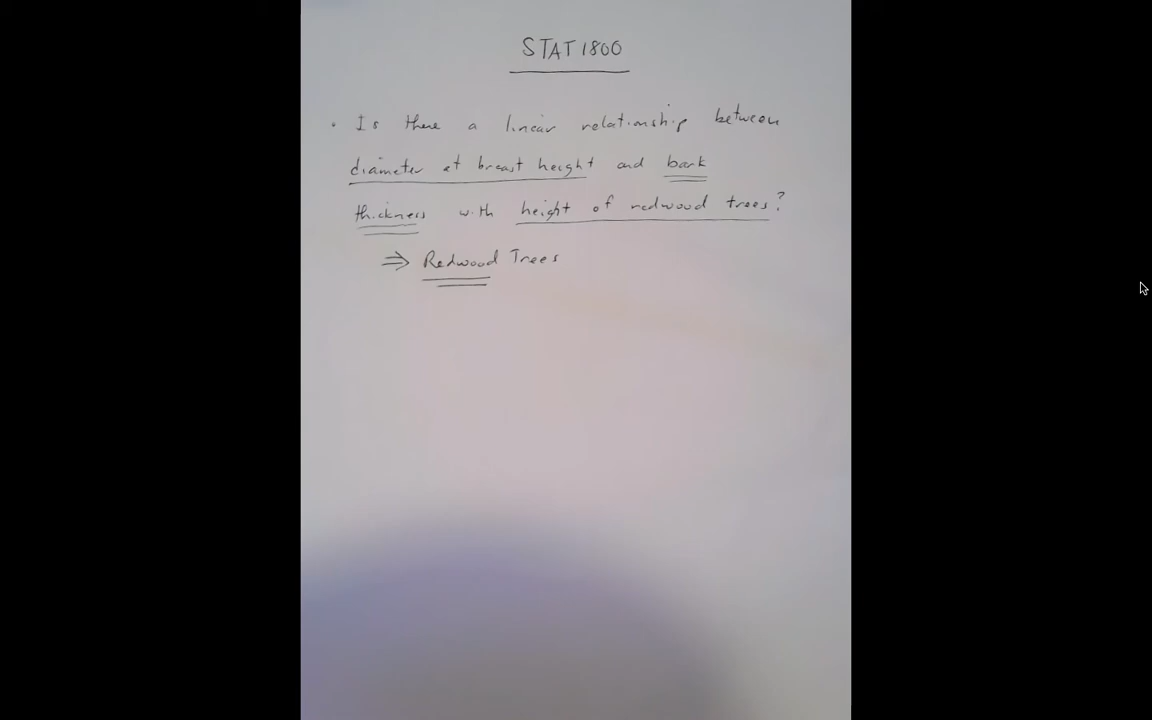 STAT 1800
• Is there a linear relationship between
diameter at breast height and bark
thickness with height of redwood trees?
⇒ Redwood Trees